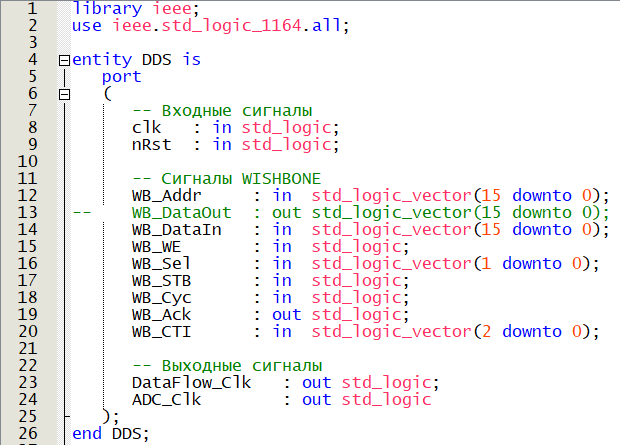 1 library ieee;
2 use ieee.std_logic_1164.all;
3
4 entity DDS is
5    port
6    (
7       -- Входные сигналы
8       clk   : in std_logic;
9       nRst  : in std_logic;
10
11       -- Сигналы WISHBONE
12       WB_Addr     : in  std_logic_vector(15 downto 0);
13 --    WB_DataOut  : out std_logic_vector(15 downto 0);
14       WB_DataIn   : in  std_logic_vector(15 downto 0);
15       WB_WE       : in  std_logic;
16       WB_Sel      : in  std_logic_vector(1 downto 0);
17       WB_STB      : in  std_logic;
18       WB_Cyc      : in  std_logic;
19       WB_Ack      : out std_logic;
20       WB_CTI      : in  std_logic_vector(2 downto 0);
21
22       -- Выходные сигналы
23       DataFlow_Clk   : out std_logic;
24       ADC_Clk        : out std_logic
25    );
26 end DDS;